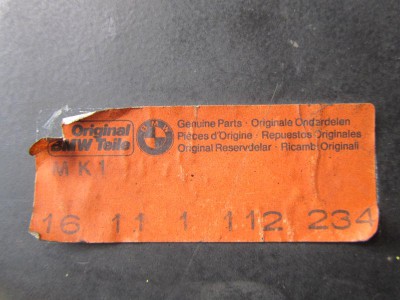 Original
BMW Teile
Genuine Parts · Originale Onderdelen
Pièces d'Origine · Repuestos Originales
Original Reservdelar · Ricambi Originali
M K 1
16 11 1 112 234